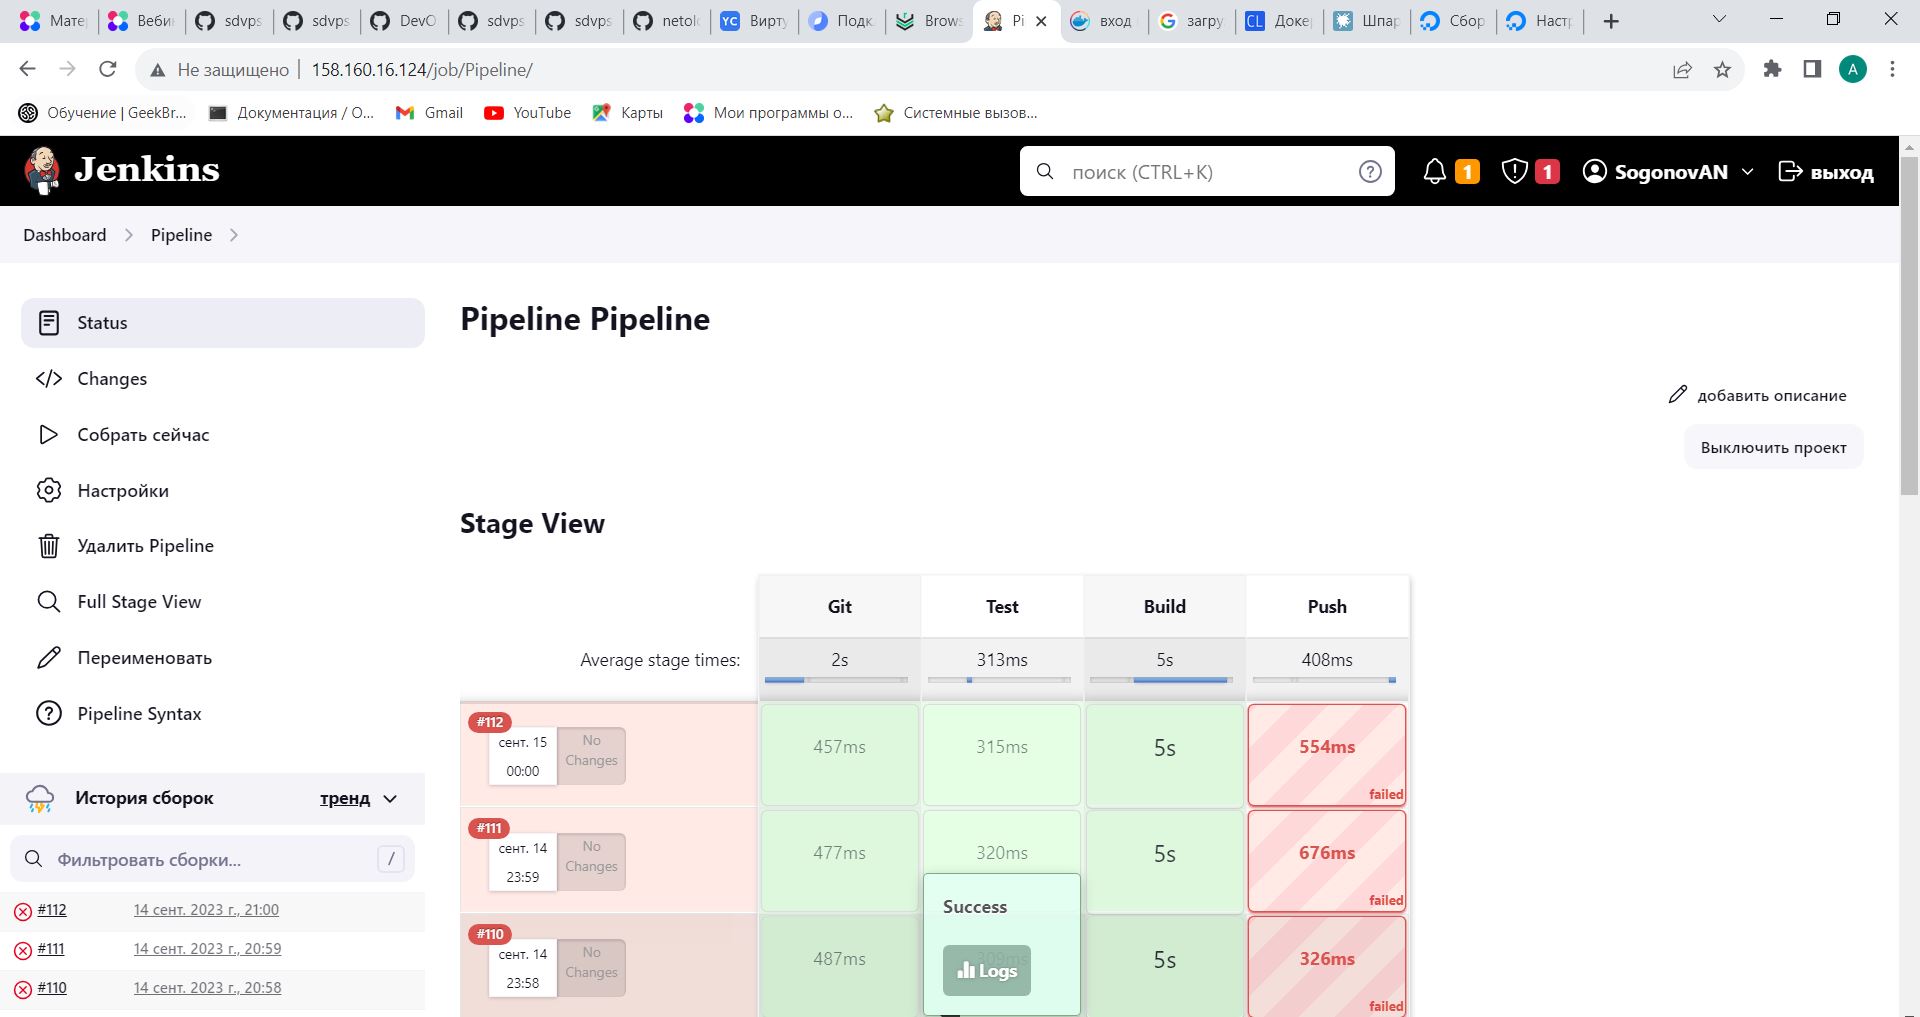 Мате
Веби
sdvps
sdvps
DevO
sdvps
sdvps
netolo
YC Вирту
Подк
Brows
Pi
вход
загру
CL Докер
Шпар
Сбор
Настр
Не защищено | 158.160.16.124/job/Pipeline/
A
Обучение | GeekBr...
Документация / О...
Gmail
YouTube
Карты
Мои программы о...
Системные вызов...
Jenkins
поиск (CTRL+K)
?
1
1
SogonovAN
выход
Dashboard
Pipeline
Status
Changes
Собрать сейчас
Настройки
Удалить Pipeline
Full Stage View
Переименовать
Pipeline Syntax
История сборок
тренд
Фильтровать сборки...
/
#112 14 сент. 2023 г., 21:00
#111 14 сент. 2023 г., 20:59
#110 14 сент. 2023 г., 20:58
Pipeline Pipeline
добавить описание
Выключить проект
Stage View
Git Test Build Push
Average stage times: 2s 313ms 5s 408ms
#112
сент. 15
00:00
No
Changes
457ms 315ms 5s 554ms
failed
#111
сент. 14
23:59
No
Changes
477ms 320ms 5s 676ms
failed
Success
Logs
#110
сент. 14
23:58
No
Changes
487ms 309ms 5s 326ms
failed